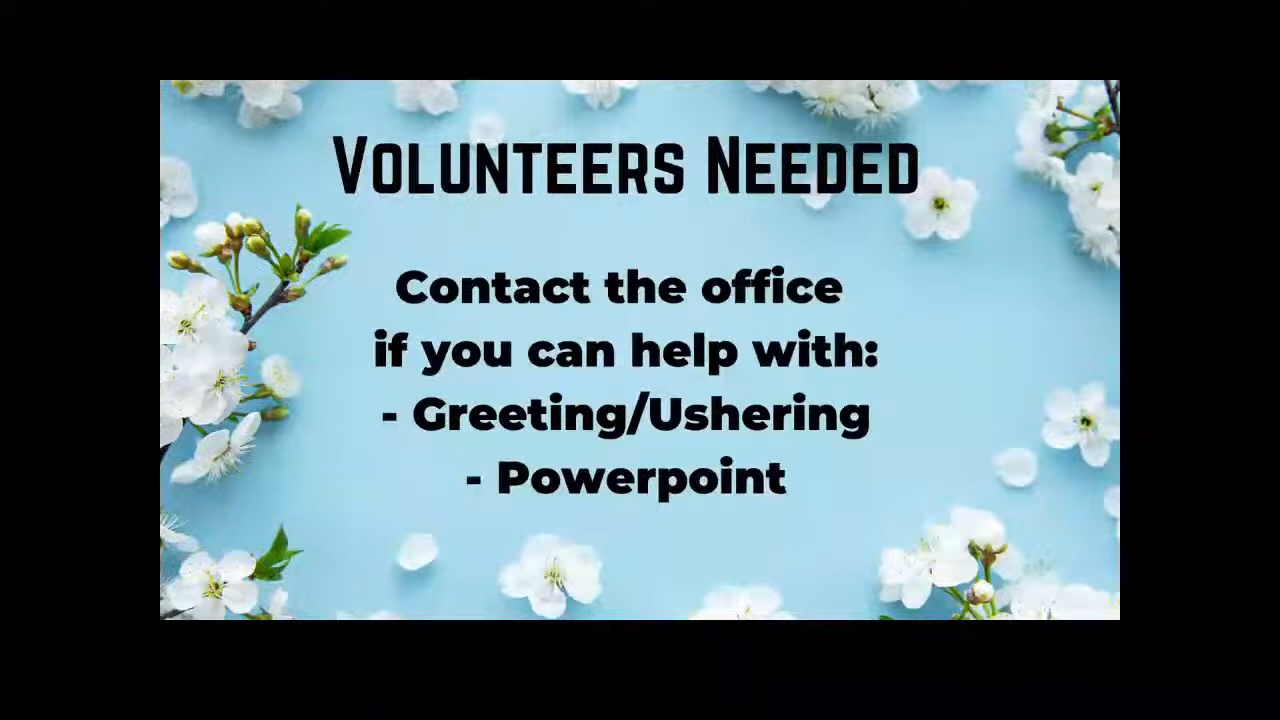 Volunteers Needed
Contact the office
if you can help with:
- Greeting/Ushering
- Powerpoint